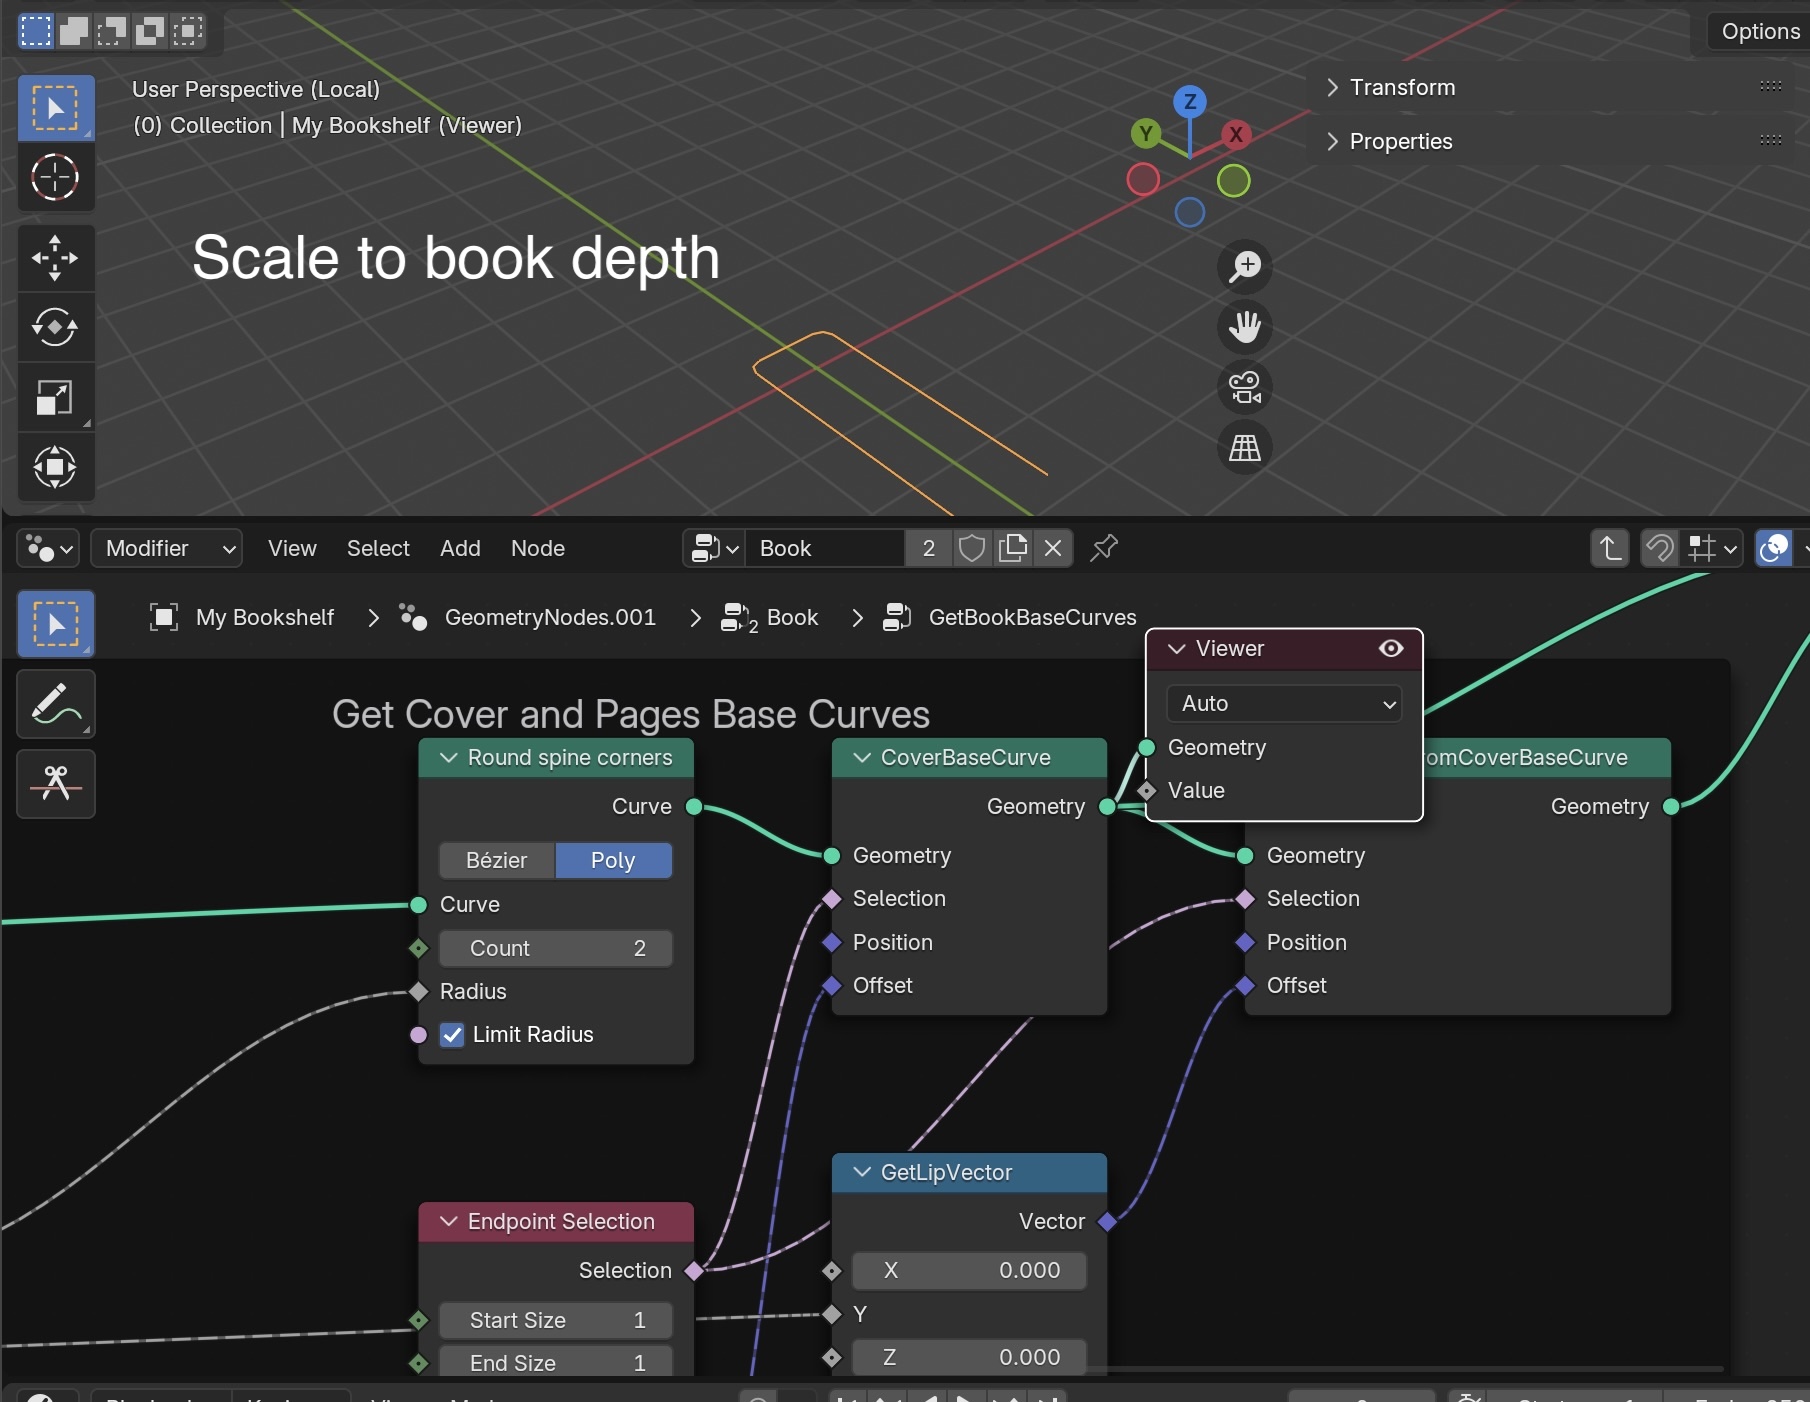 Options
User Perspective (Local)
(0) Collection | My Bookshelf (Viewer)
Z
Y
X
Transform
Properties
Scale to book depth
Modifier
View
Select
Add
Node
Book
2
My Bookshelf
GeometryNodes.001
2
Book
GetBookBaseCurves
Get Cover and Pages Base Curves
Viewer
Auto
Geometry
Value
Round spine corners
Curve
Bézier
Poly
Curve
Count 2
Radius
Limit Radius
CoverBaseCurve
Geometry
Geometry
Selection
Position
Offset
omCoverBaseCurve
Geometry
Geometry
Selection
Position
Offset
Endpoint Selection
Selection
Start Size 1
End Size 1
GetLipVector
Vector
X 0.000
Y
Z 0.000